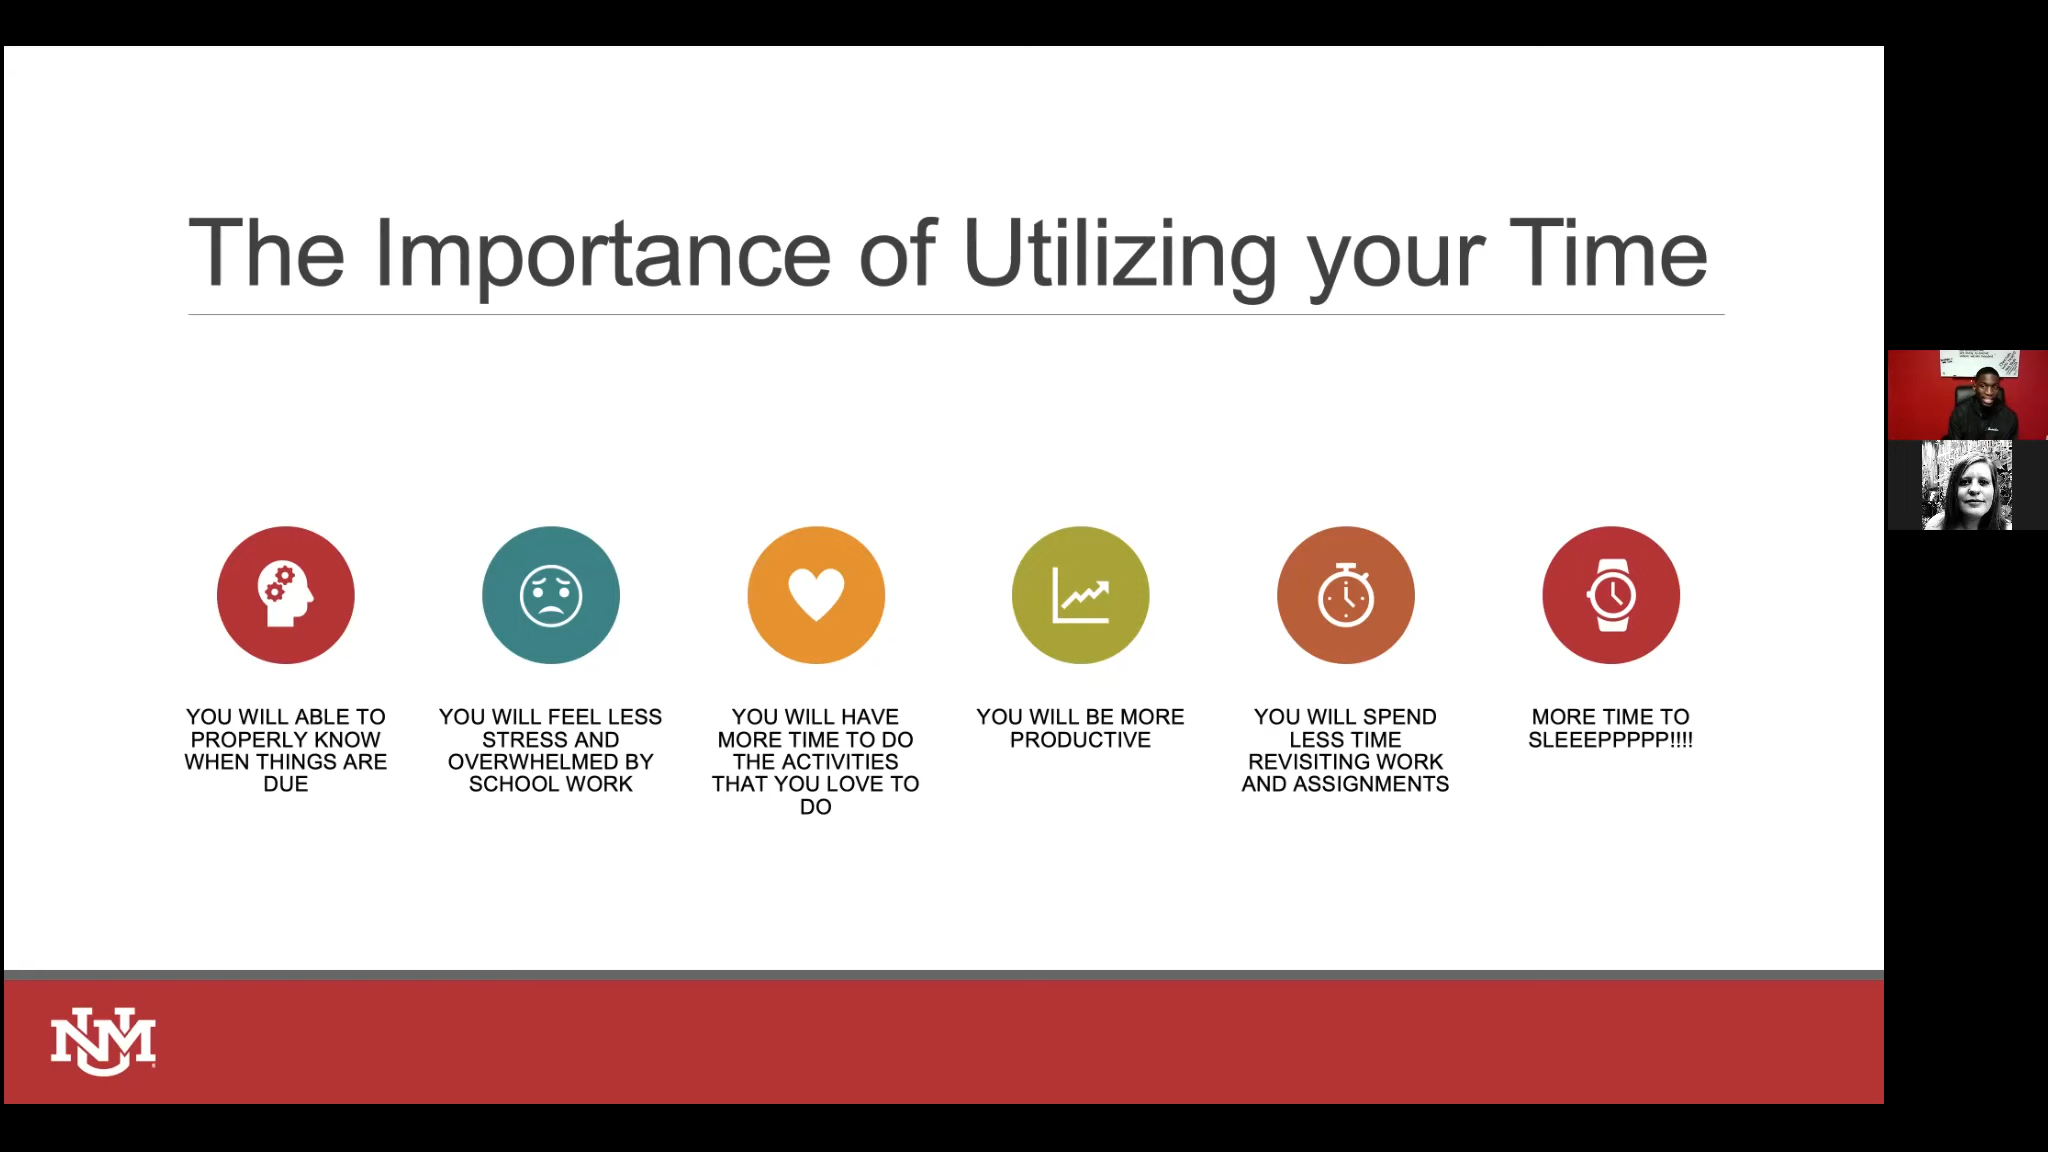 The Importance of Utilizing your Time
YOU WILL ABLE TO
PROPERLY KNOW
WHEN THINGS ARE
DUE
YOU WILL FEEL LESS
STRESS AND
OVERWHELMED BY
SCHOOL WORK
YOU WILL HAVE
MORE TIME TO DO
THE ACTIVITIES
THAT YOU LOVE TO
DO
YOU WILL BE MORE
PRODUCTIVE
YOU WILL SPEND
LESS TIME
REVISITING WORK
AND ASSIGNMENTS
MORE TIME TO
SLEEEPPPPP!!!!
UNM